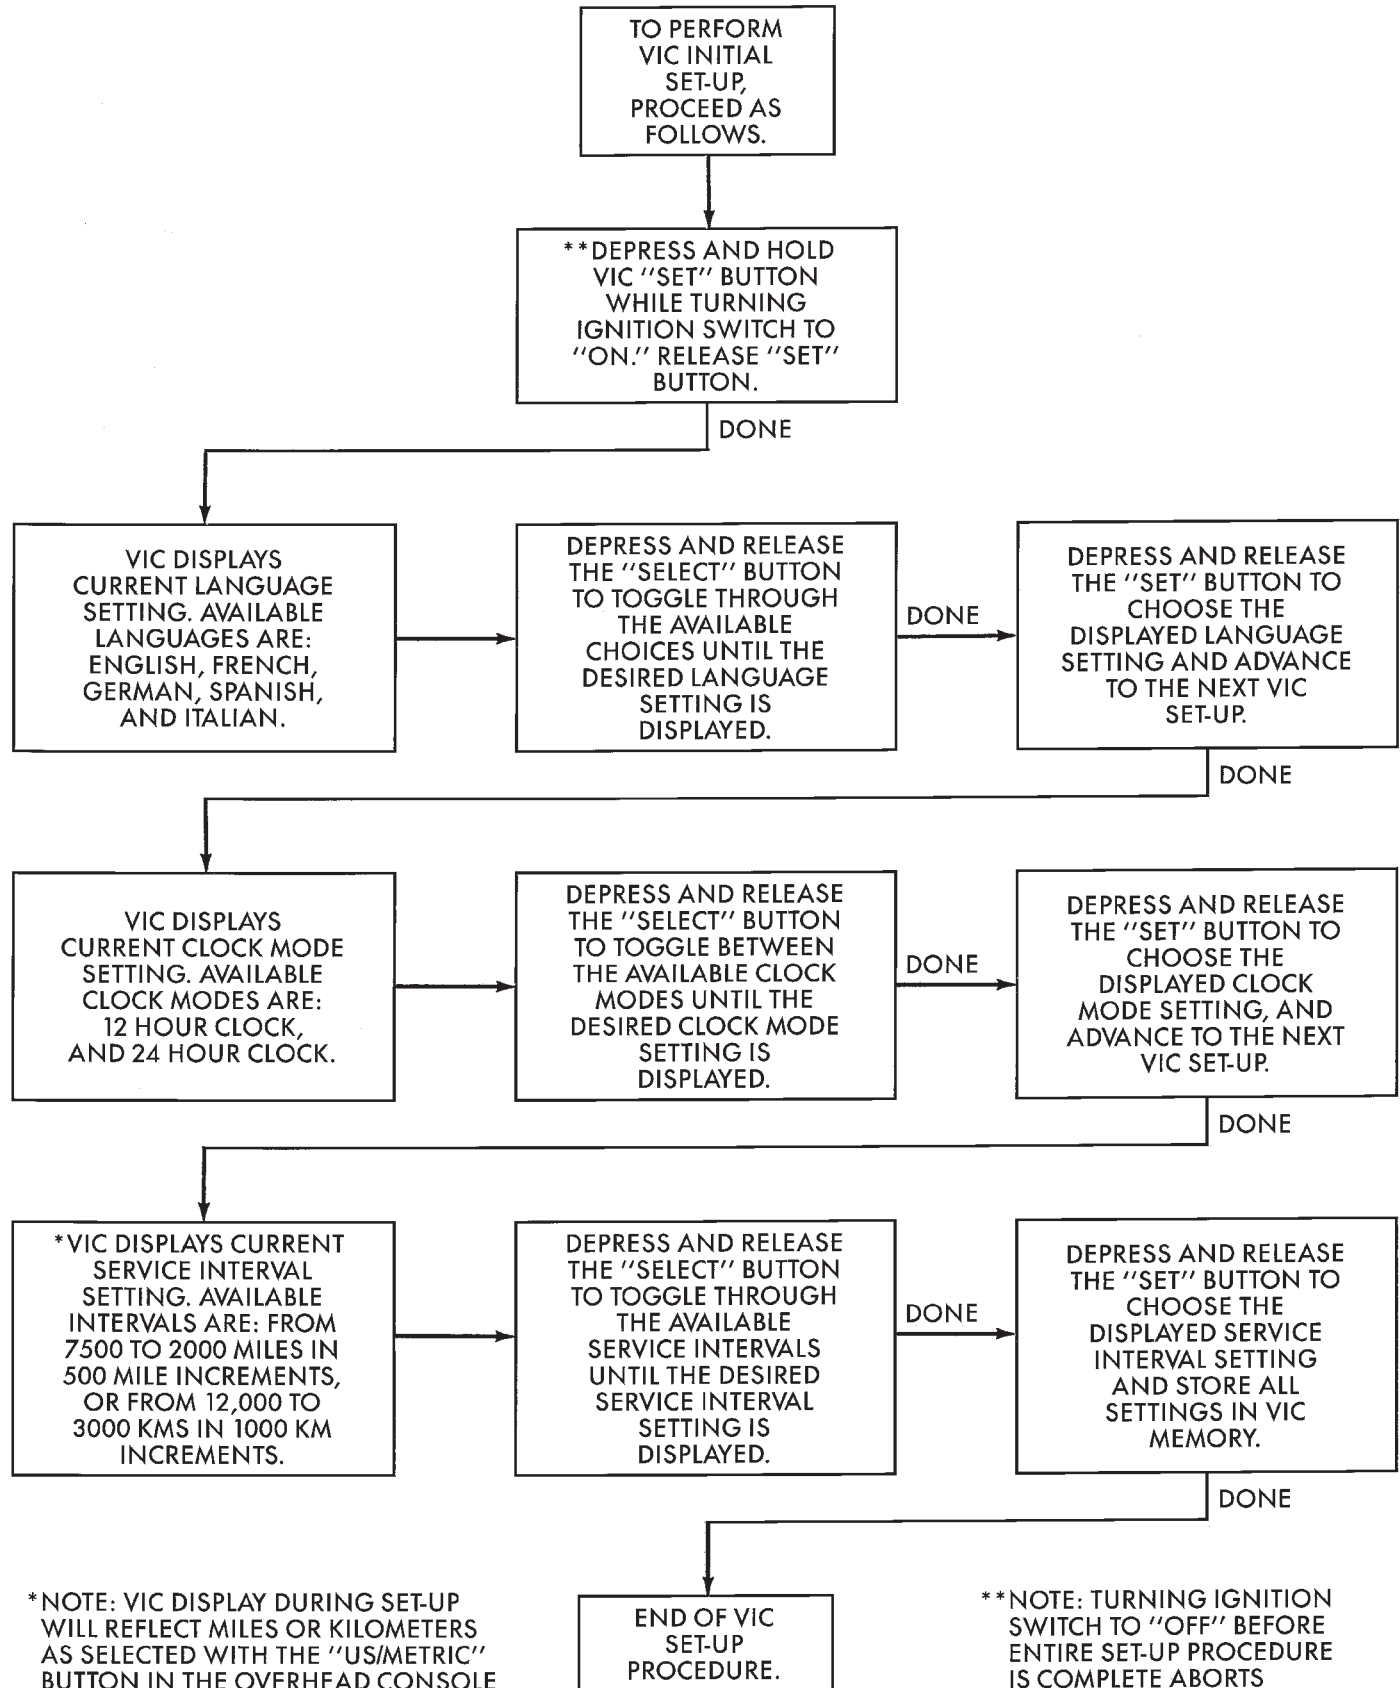 TO PERFORM
VIC INITIAL
SET-UP,
PROCEED AS
FOLLOWS.
**DEPRESS AND HOLD
VIC "SET" BUTTON
WHILE TURNING
IGNITION SWITCH TO
"ON." RELEASE "SET"
BUTTON.
DONE
VIC DISPLAYS
CURRENT LANGUAGE
SETTING. AVAILABLE
LANGUAGES ARE:
ENGLISH, FRENCH,
GERMAN, SPANISH,
AND ITALIAN.
DEPRESS AND RELEASE
THE "SELECT" BUTTON
TO TOGGLE THROUGH
THE AVAILABLE
CHOICES UNTIL THE
DESIRED LANGUAGE
SETTING IS
DISPLAYED.
DONE
DEPRESS AND RELEASE
THE "SET" BUTTON TO
CHOOSE THE
DISPLAYED LANGUAGE
SETTING AND ADVANCE
TO THE NEXT VIC
SET-UP.
DONE
VIC DISPLAYS
CURRENT CLOCK MODE
SETTING. AVAILABLE
CLOCK MODES ARE:
12 HOUR CLOCK,
AND 24 HOUR CLOCK.
DEPRESS AND RELEASE
THE "SELECT" BUTTON
TO TOGGLE BETWEEN
THE AVAILABLE CLOCK
MODES UNTIL THE
DESIRED CLOCK MODE
SETTING IS
DISPLAYED.
DONE
DEPRESS AND RELEASE
THE "SET" BUTTON TO
CHOOSE THE
DISPLAYED CLOCK
MODE SETTING, AND
ADVANCE TO THE NEXT
VIC SET-UP.
DONE
*VIC DISPLAYS CURRENT
SERVICE INTERVAL
SETTING. AVAILABLE
INTERVALS ARE: FROM
7500 TO 2000 MILES IN
500 MILE INCREMENTS,
OR FROM 12,000 TO
3000 KMS IN 1000 KM
INCREMENTS.
DEPRESS AND RELEASE
THE "SELECT" BUTTON
TO TOGGLE THROUGH
THE AVAILABLE
SERVICE INTERVALS
UNTIL THE DESIRED
SERVICE INTERVAL
SETTING IS
DISPLAYED.
DONE
DEPRESS AND RELEASE
THE "SET" BUTTON TO
CHOOSE THE
DISPLAYED SERVICE
INTERVAL SETTING
AND STORE ALL
SETTINGS IN VIC
MEMORY.
DONE
*NOTE: VIC DISPLAY DURING SET-UP
WILL REFLECT MILES OR KILOMETERS
AS SELECTED WITH THE "US/METRIC"
BUTTON IN THE OVERHEAD CONSOLE
END OF VIC
SET-UP
PROCEDURE.
**NOTE: TURNING IGNITION
SWITCH TO "OFF" BEFORE
ENTIRE SET-UP PROCEDURE
IS COMPLETE ABORTS